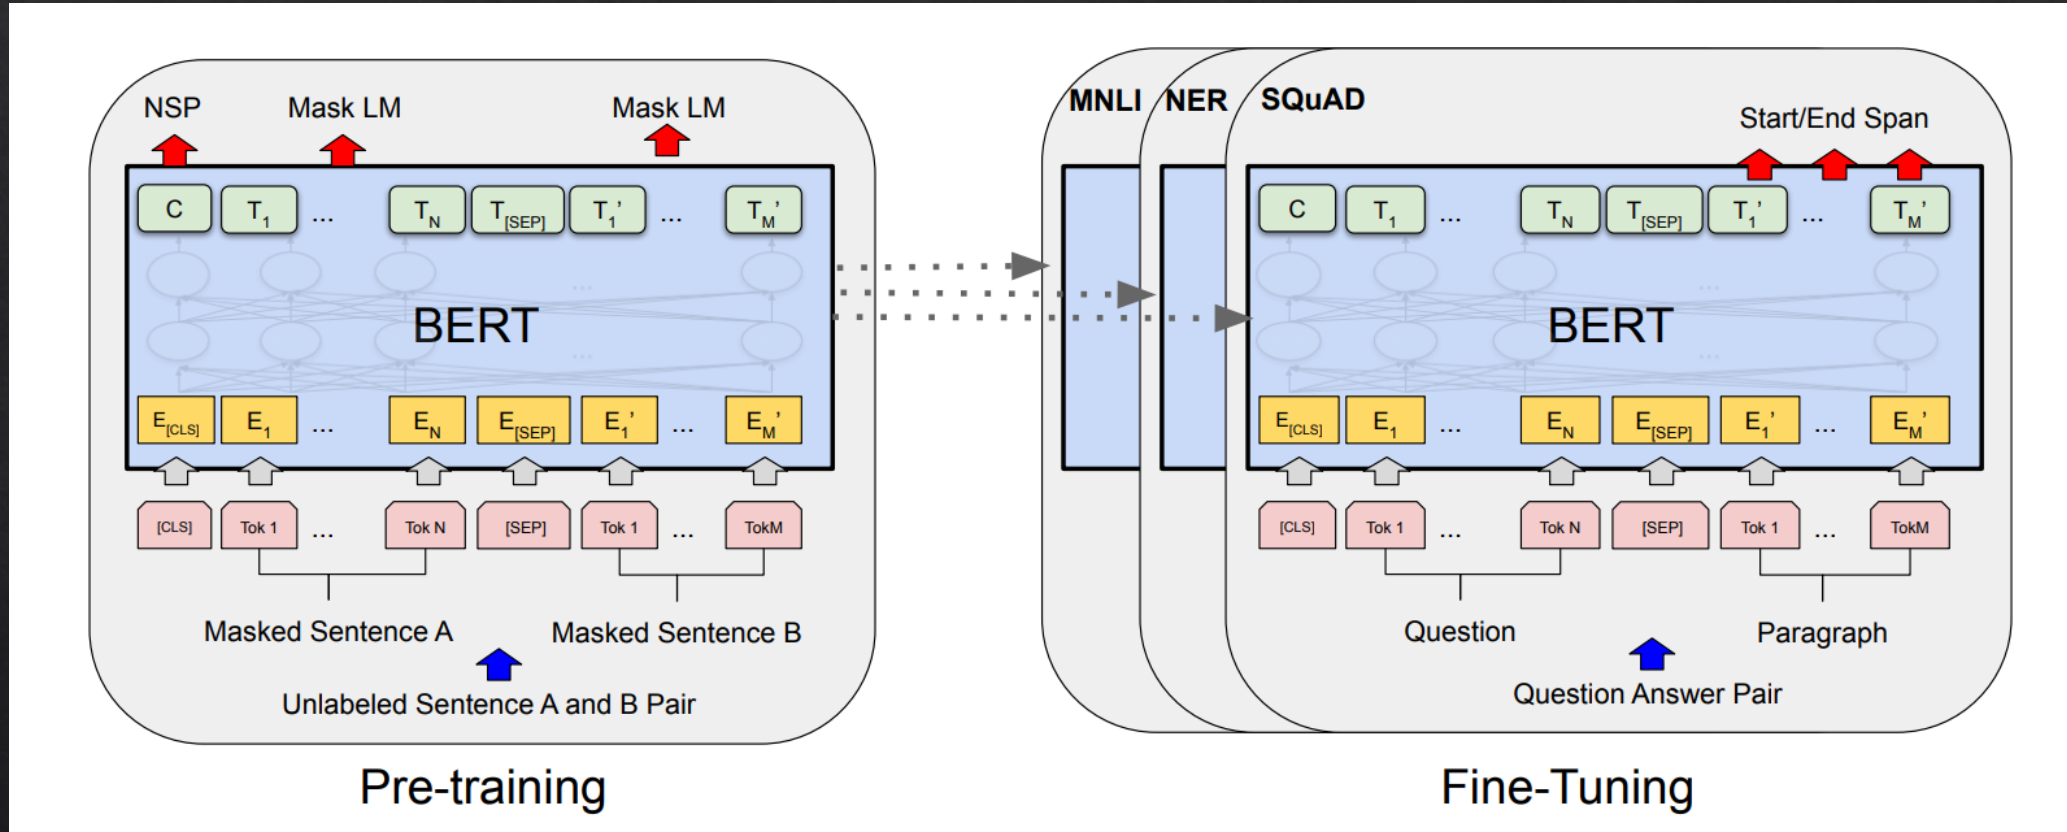 NSP Mask LM Mask LM
C T1 ... TN T[SEP] T1’ ... TM’
...
BERT
...
E[CLS] E1 ... EN E[SEP] E1’ ... EM’
[CLS] Tok 1 ... Tok N [SEP] Tok 1 ... TokM
Masked Sentence A Masked Sentence B
Unlabeled Sentence A and B Pair
Pre-training
MNLI NER SQuAD
Start/End Span
C T1 ... TN T[SEP] T1’ ... TM’
...
BERT
...
E[CLS] E1 ... EN E[SEP] E1’ ... EM’
[CLS] Tok 1 ... Tok N [SEP] Tok 1 ... TokM
Question Paragraph
Question Answer Pair
Fine-Tuning